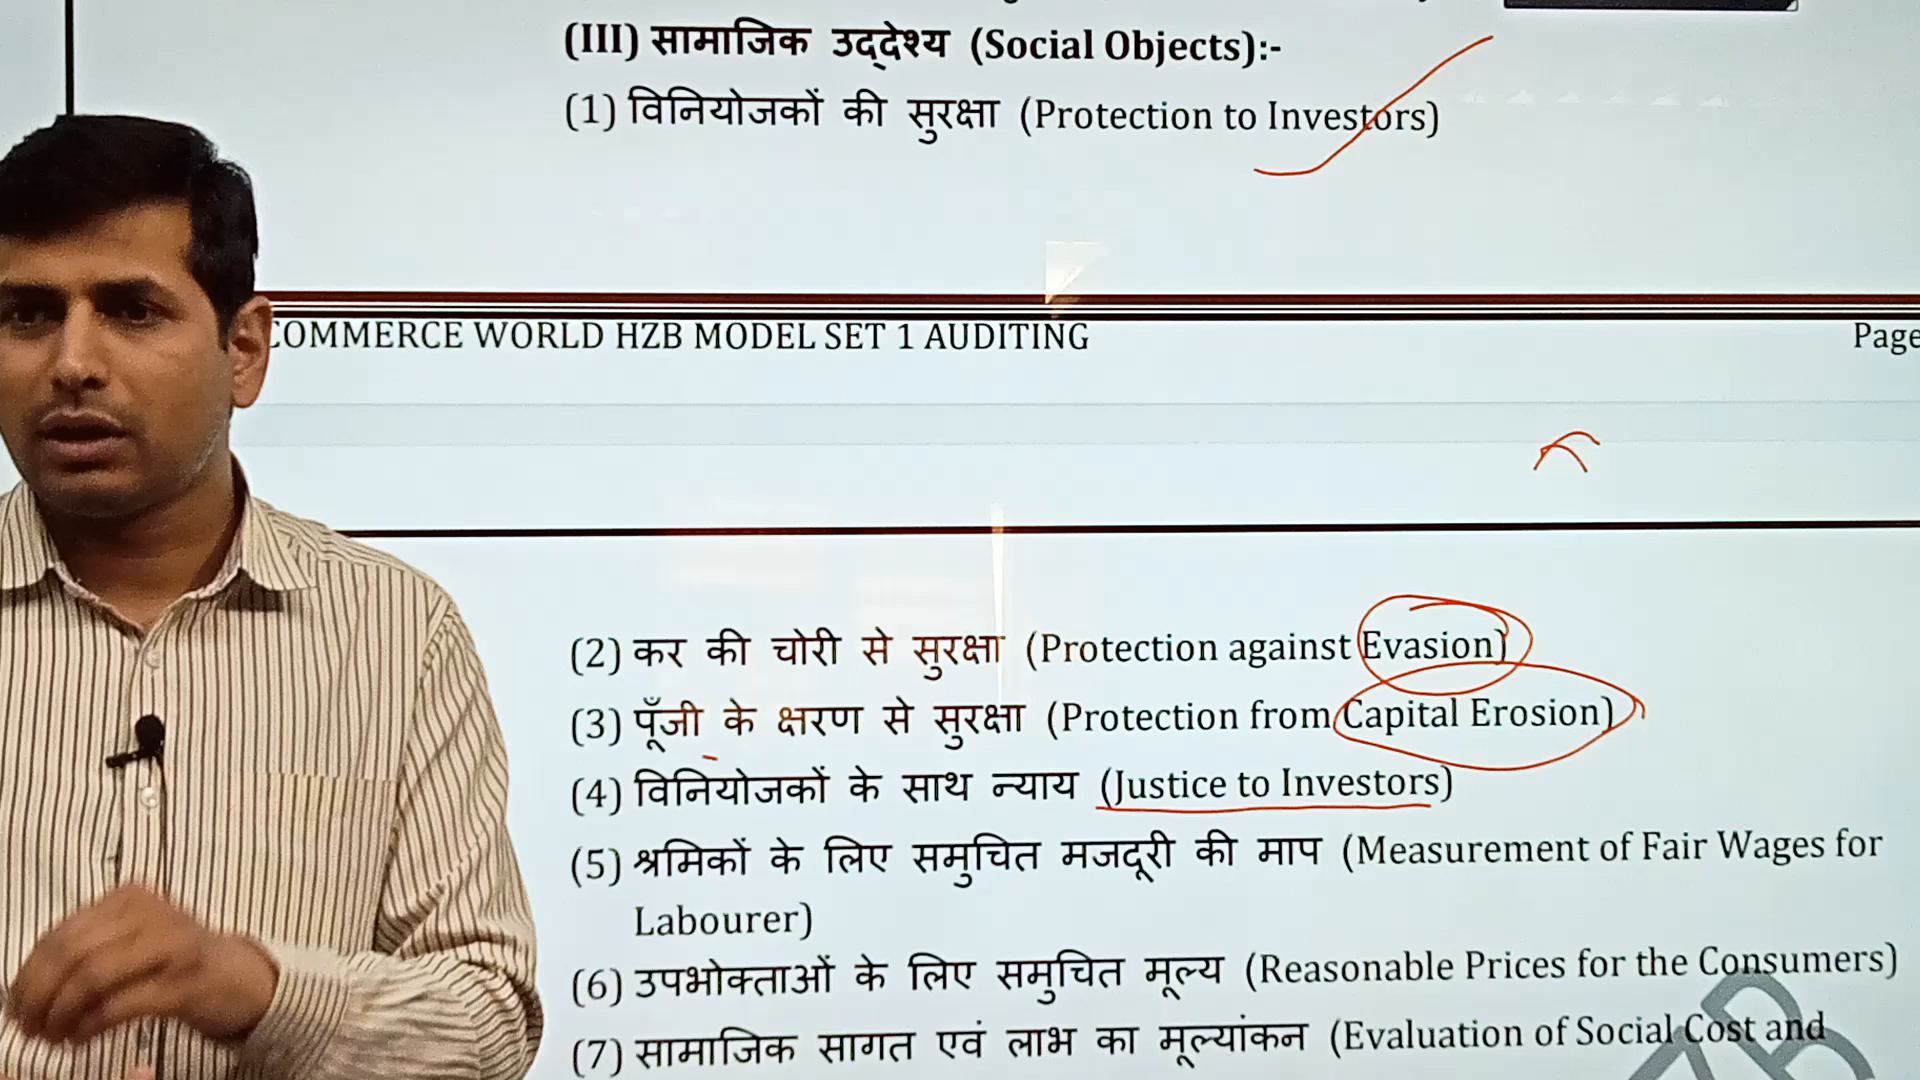 (III) सामाजिक उद्देश्य (Social Objects):-
(1) विनियोजकों की सुरक्षा (Protection to Investors)
COMMERCE WORLD HZB MODEL SET 1 AUDITING Page
(2) कर की चोरी से सुरक्षा (Protection against Evasion)
(3) पूँजी के क्षरण से सुरक्षा (Protection from Capital Erosion)
(4) विनियोजकों के साथ न्याय (Justice to Investors)
(5) श्रमिकों के लिए समुचित मजदूरी की माप (Measurement of Fair Wages for
Labourer)
(6) उपभोक्ताओं के लिए समुचित मूल्य (Reasonable Prices for the Consumers)
(7) सामाजिक सागत एवं लाभ का मूल्यांकन (Evaluation of Social Cost and